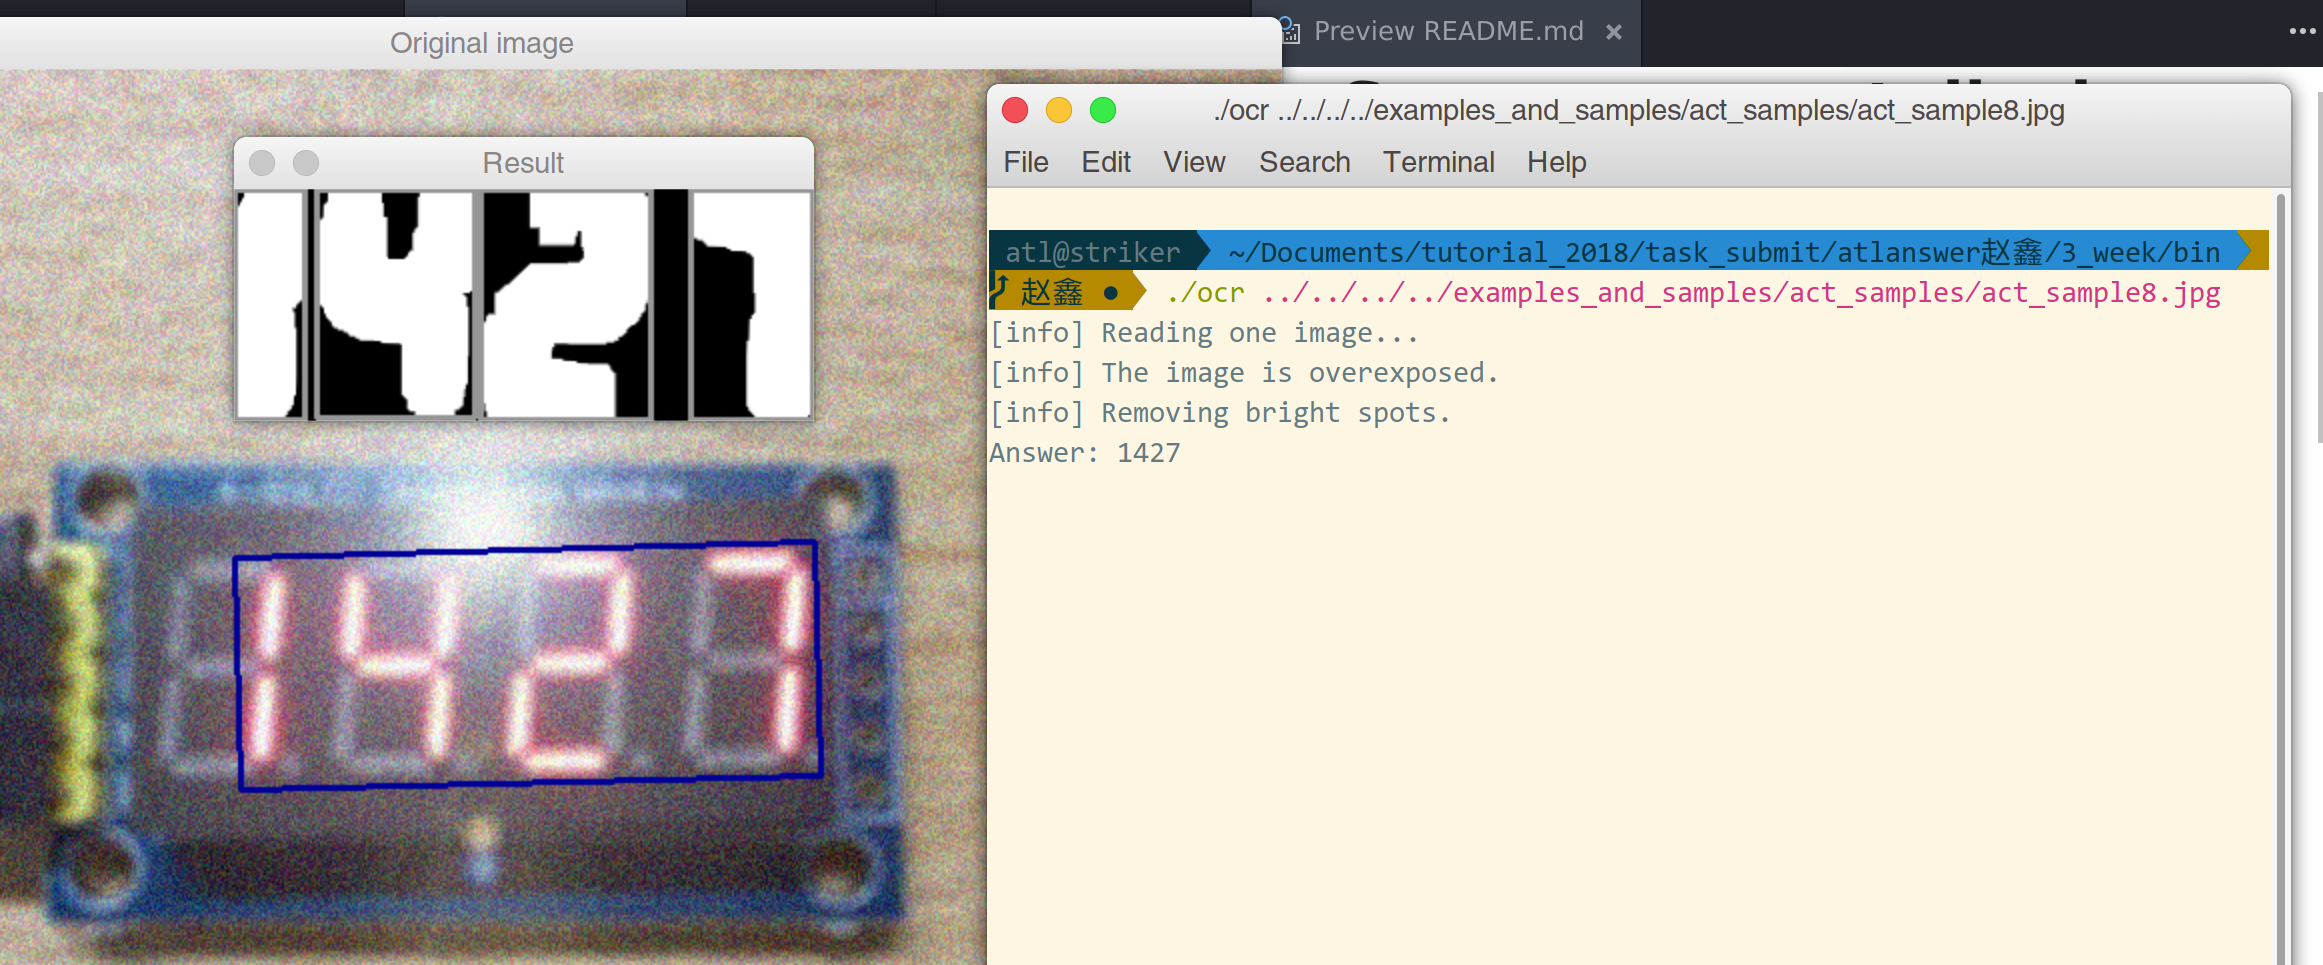 Preview README.md
Original image
Result
1427
./ocr ../../../../examples_and_samples/act_samples/act_sample8.jpg
File Edit View Search Terminal Help
atl@striker ~/Documents/tutorial_2018/task_submit/atlanswer赵鑫/3_week/bin
赵鑫 ● ./ocr ../../../../examples_and_samples/act_samples/act_sample8.jpg
[info] Reading one image...
[info] The image is overexposed.
[info] Removing bright spots.
Answer: 1427
1427